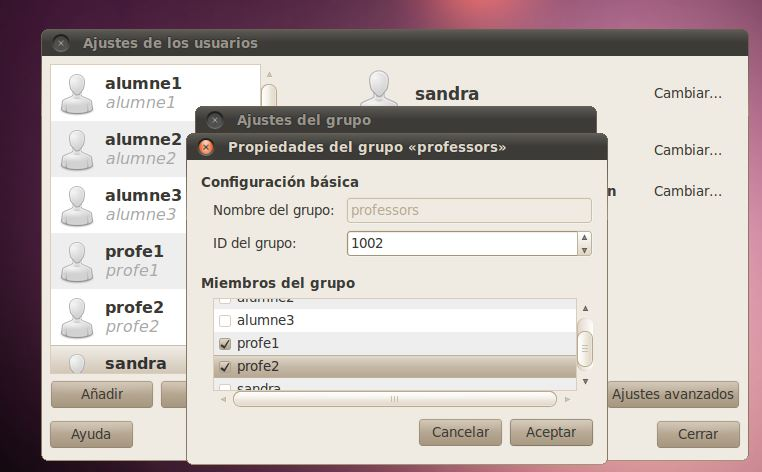 Ajustes de los usuarios
alumne1
alumne1
alumne2
alumne2
alumne3
alumne3
profe1
profe1
profe2
profe2
sandra
sandra
Cambiar...
Cambiar...
n
Cambiar...
Ajustes del grupo
Propiedades del grupo «professors»
Configuración básica
Nombre del grupo: professors
ID del grupo: 1002
Miembros del grupo
alumne2
alumne3
profe1
profe2
sandra
Cancelar
Aceptar
Añadir
Ajustes avanzados
Ayuda
Cerrar